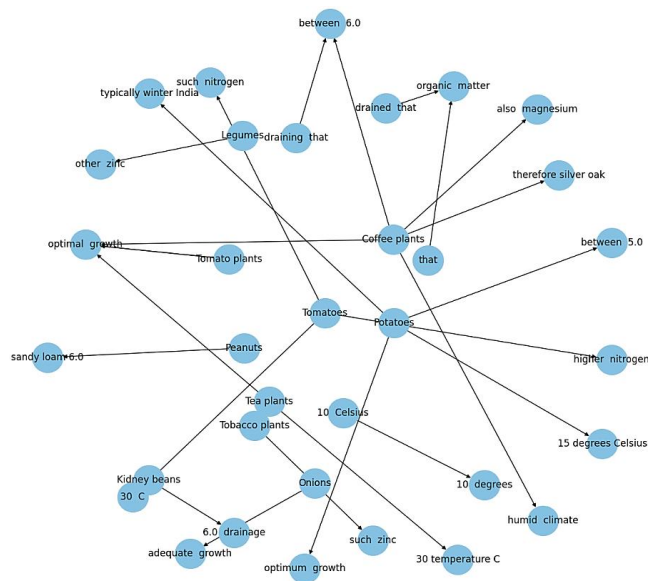 between 6.0
such nitrogen
typically winter India
organic matter
drained that
also magnesium
Legumes
draining that
other zinc
therefore silver oak
optimal growth
Coffee plants
between 5.0
Tomato plants
that
Tomatoes
Potatoes
Peanuts
sandy loam 6.0
higher nitrogen
Tea plants
10 Celsius
Tobacco plants
15 degrees Celsius
Kidney beans
Onions
10 degrees
30 C
humid climate
6.0 drainage
such zinc
adequate growth
30 temperature C
optimum growth